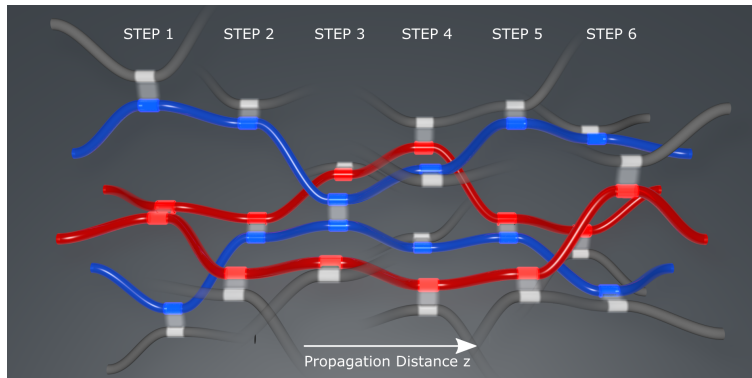 STEP 1
STEP 2
STEP 3
STEP 4
STEP 5
STEP 6
Propagation Distance z